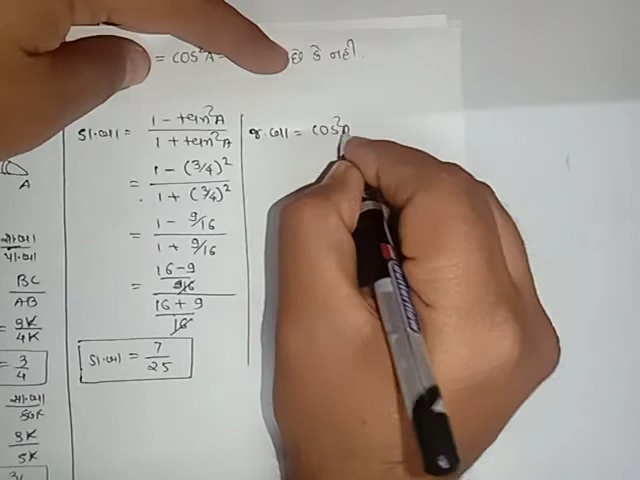 = COS²A - છે કે નહી.
ડા.બા = (1 - tan²A)/(1 + tan²A)
= (1 - (3/4)²)/(1 + (3/4)²)
= (1 - 9/16)/(1 + 9/16)
= ((16-9)/16)/((16+9)/16)
ડા.બા = 7/25
જ.બા = COS²A
A
સા.બા/પા.બા
BC/AB
= 3K/4K
= 3/4
સા.બા
3K/5K